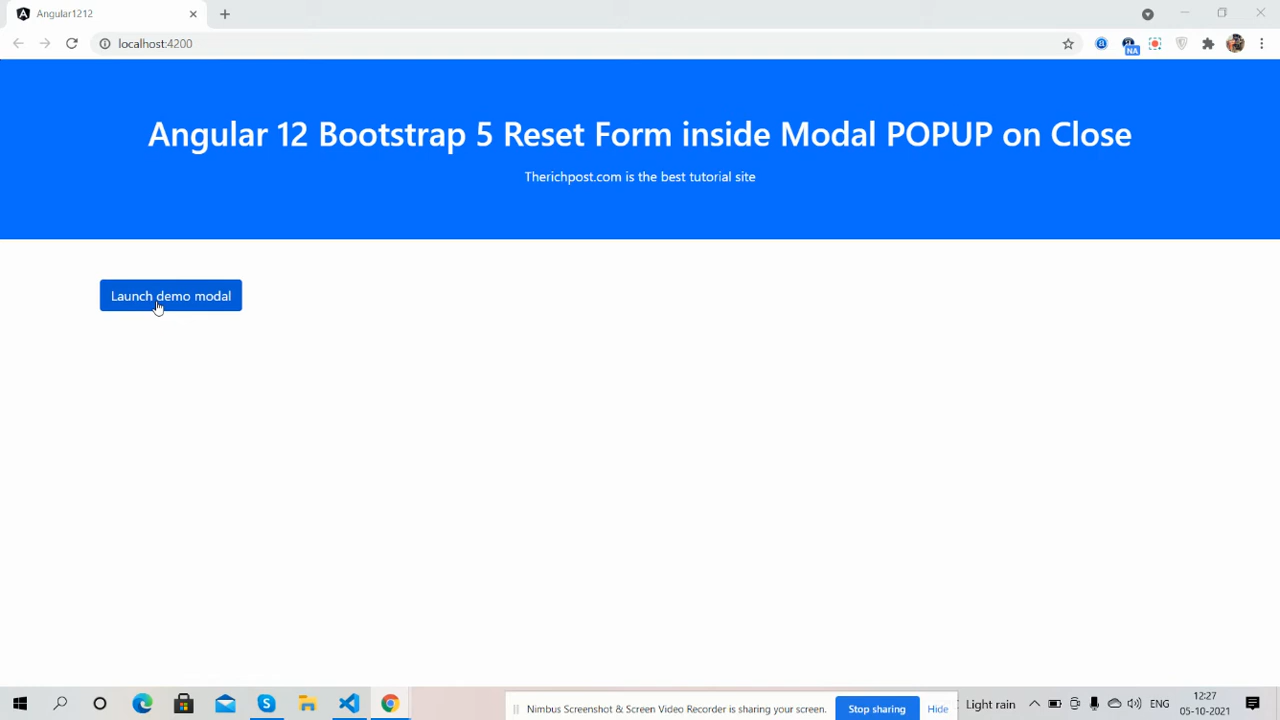 Angular1212
localhost:4200
NA
Angular 12 Bootstrap 5 Reset Form inside Modal POPUP on Close
Therichpost.com is the best tutorial site
Launch demo modal
Nimbus Screenshot & Screen Video Recorder is sharing your screen.
Stop sharing
Hide
Light rain
ENG
12:27
05-10-2021